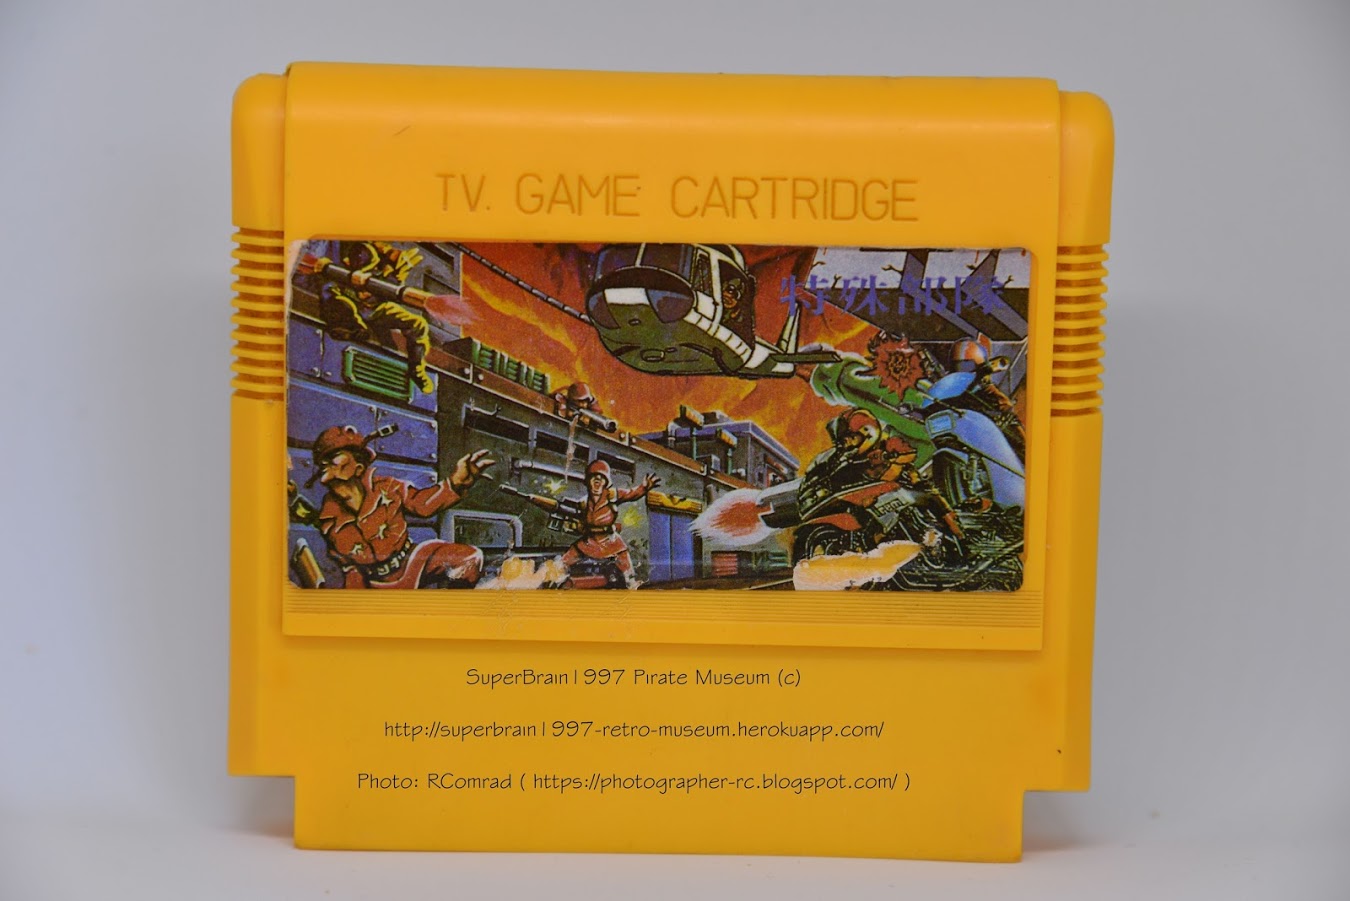 TV. GAME CARTRIDGE
特殊部隊
SuperBrain1997 Pirate Museum (c)
http://superbrain1997-retro-museum.herokuapp.com/
Photo: RComrad ( https://photographer-rc.blogspot.com/ )